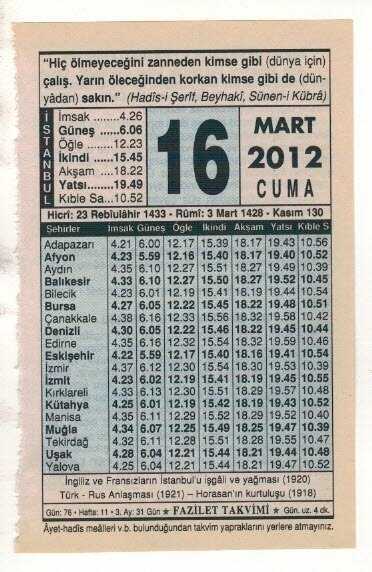 “Hiç ölmeyeceğini zanneden kimse gibi (dünya için)
çalış. Yarın öleceğinden korkan kimse gibi de (dün-
yâdan) sakın.” (Hadîs-i Şerîf, Beyhakî, Sünen-i Kübrâ)
İSTANBUL
İmsak ........4.26
Güneş ......6.06
Öğle ........12.23
İkindi ......15.45
Akşam .....18.22
Yatsı.......19.49
Kıble Sa...10.52
16
MART
2012
CUMA
Hicrî: 23 Rebîulâhir 1433 - Rûmî: 3 Mart 1428 - Kasım 130
Şehirler İmsak Güneş Öğle İkindi Akşam Yatsı Kıble S
Adapazarı 4.21 6.00 12.17 15.39 18.17 19.43 10.56
Afyon 4.23 5.59 12.16 15.40 18.17 19.40 10.52
Aydın 4.35 6.10 12.27 15.51 18.27 19.49 10.39
Balıkesir 4.33 6.10 12.27 15.50 18.27 19.52 10.45
Bilecik 4.23 6.01 12.19 15.41 18.19 19.44 10.54
Bursa 4.27 6.05 12.22 15.45 18.22 19.48 10.51
Çanakkale 4.38 6.16 12.33 15.56 18.32 19.58 10.42
Denizli 4.30 6.05 12.22 15.46 18.22 19.45 10.44
Edirne 4.35 6.16 12.32 15.54 18.32 19.59 10.46
Eskişehir 4.22 5.59 12.17 15.40 18.16 19.41 10.54
İzmir 4.37 6.12 12.30 15.54 18.30 19.53 10.39
İzmit 4.23 6.02 12.19 15.41 18.19 19.45 10.55
Kırklareli 4.33 6.13 12.30 15.51 18.29 19.57 10.48
Kütahya 4.25 6.01 12.19 15.42 18.19 19.43 10.52
Manisa 4.35 6.11 12.29 15.52 18.29 19.52 10.40
Muğla 4.34 6.07 12.25 15.49 18.25 19.47 10.39
Tekirdağ 4.32 6.11 12.28 15.51 18.28 19.55 10.47
Uşak 4.28 6.04 12.21 15.44 18.21 19.44 10.48
Yalova 4.25 6.04 12.21 15.44 18.21 19.47 10.52
İngiliz ve Fransızların İstanbul'u işgâli ve yağması (1920)
Türk - Rus Anlaşması (1921) – Horasan'ın kurtuluşu (1918)
Gün: 76 • Hafta: 11 • 3. Ay: 31 Gün ★ FAZİLET TAKVİMİ ★ GÜNDÜZ
Âyet-hadîs meâlleri v.b. bulunduğundan takvim yapraklarını yerlere atmayınız.